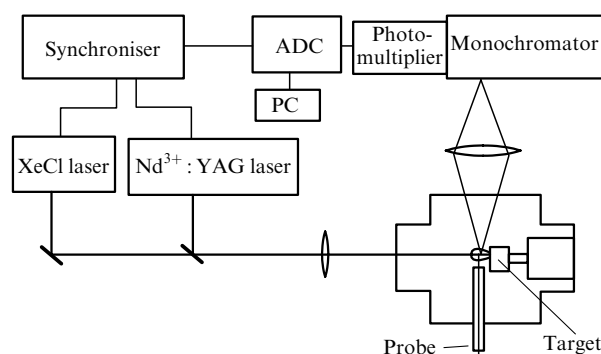 Synchroniser
ADC
Photo-
multiplier
Monochromator
PC
XeCl laser
Nd³⁺ : YAG laser
Probe
Target